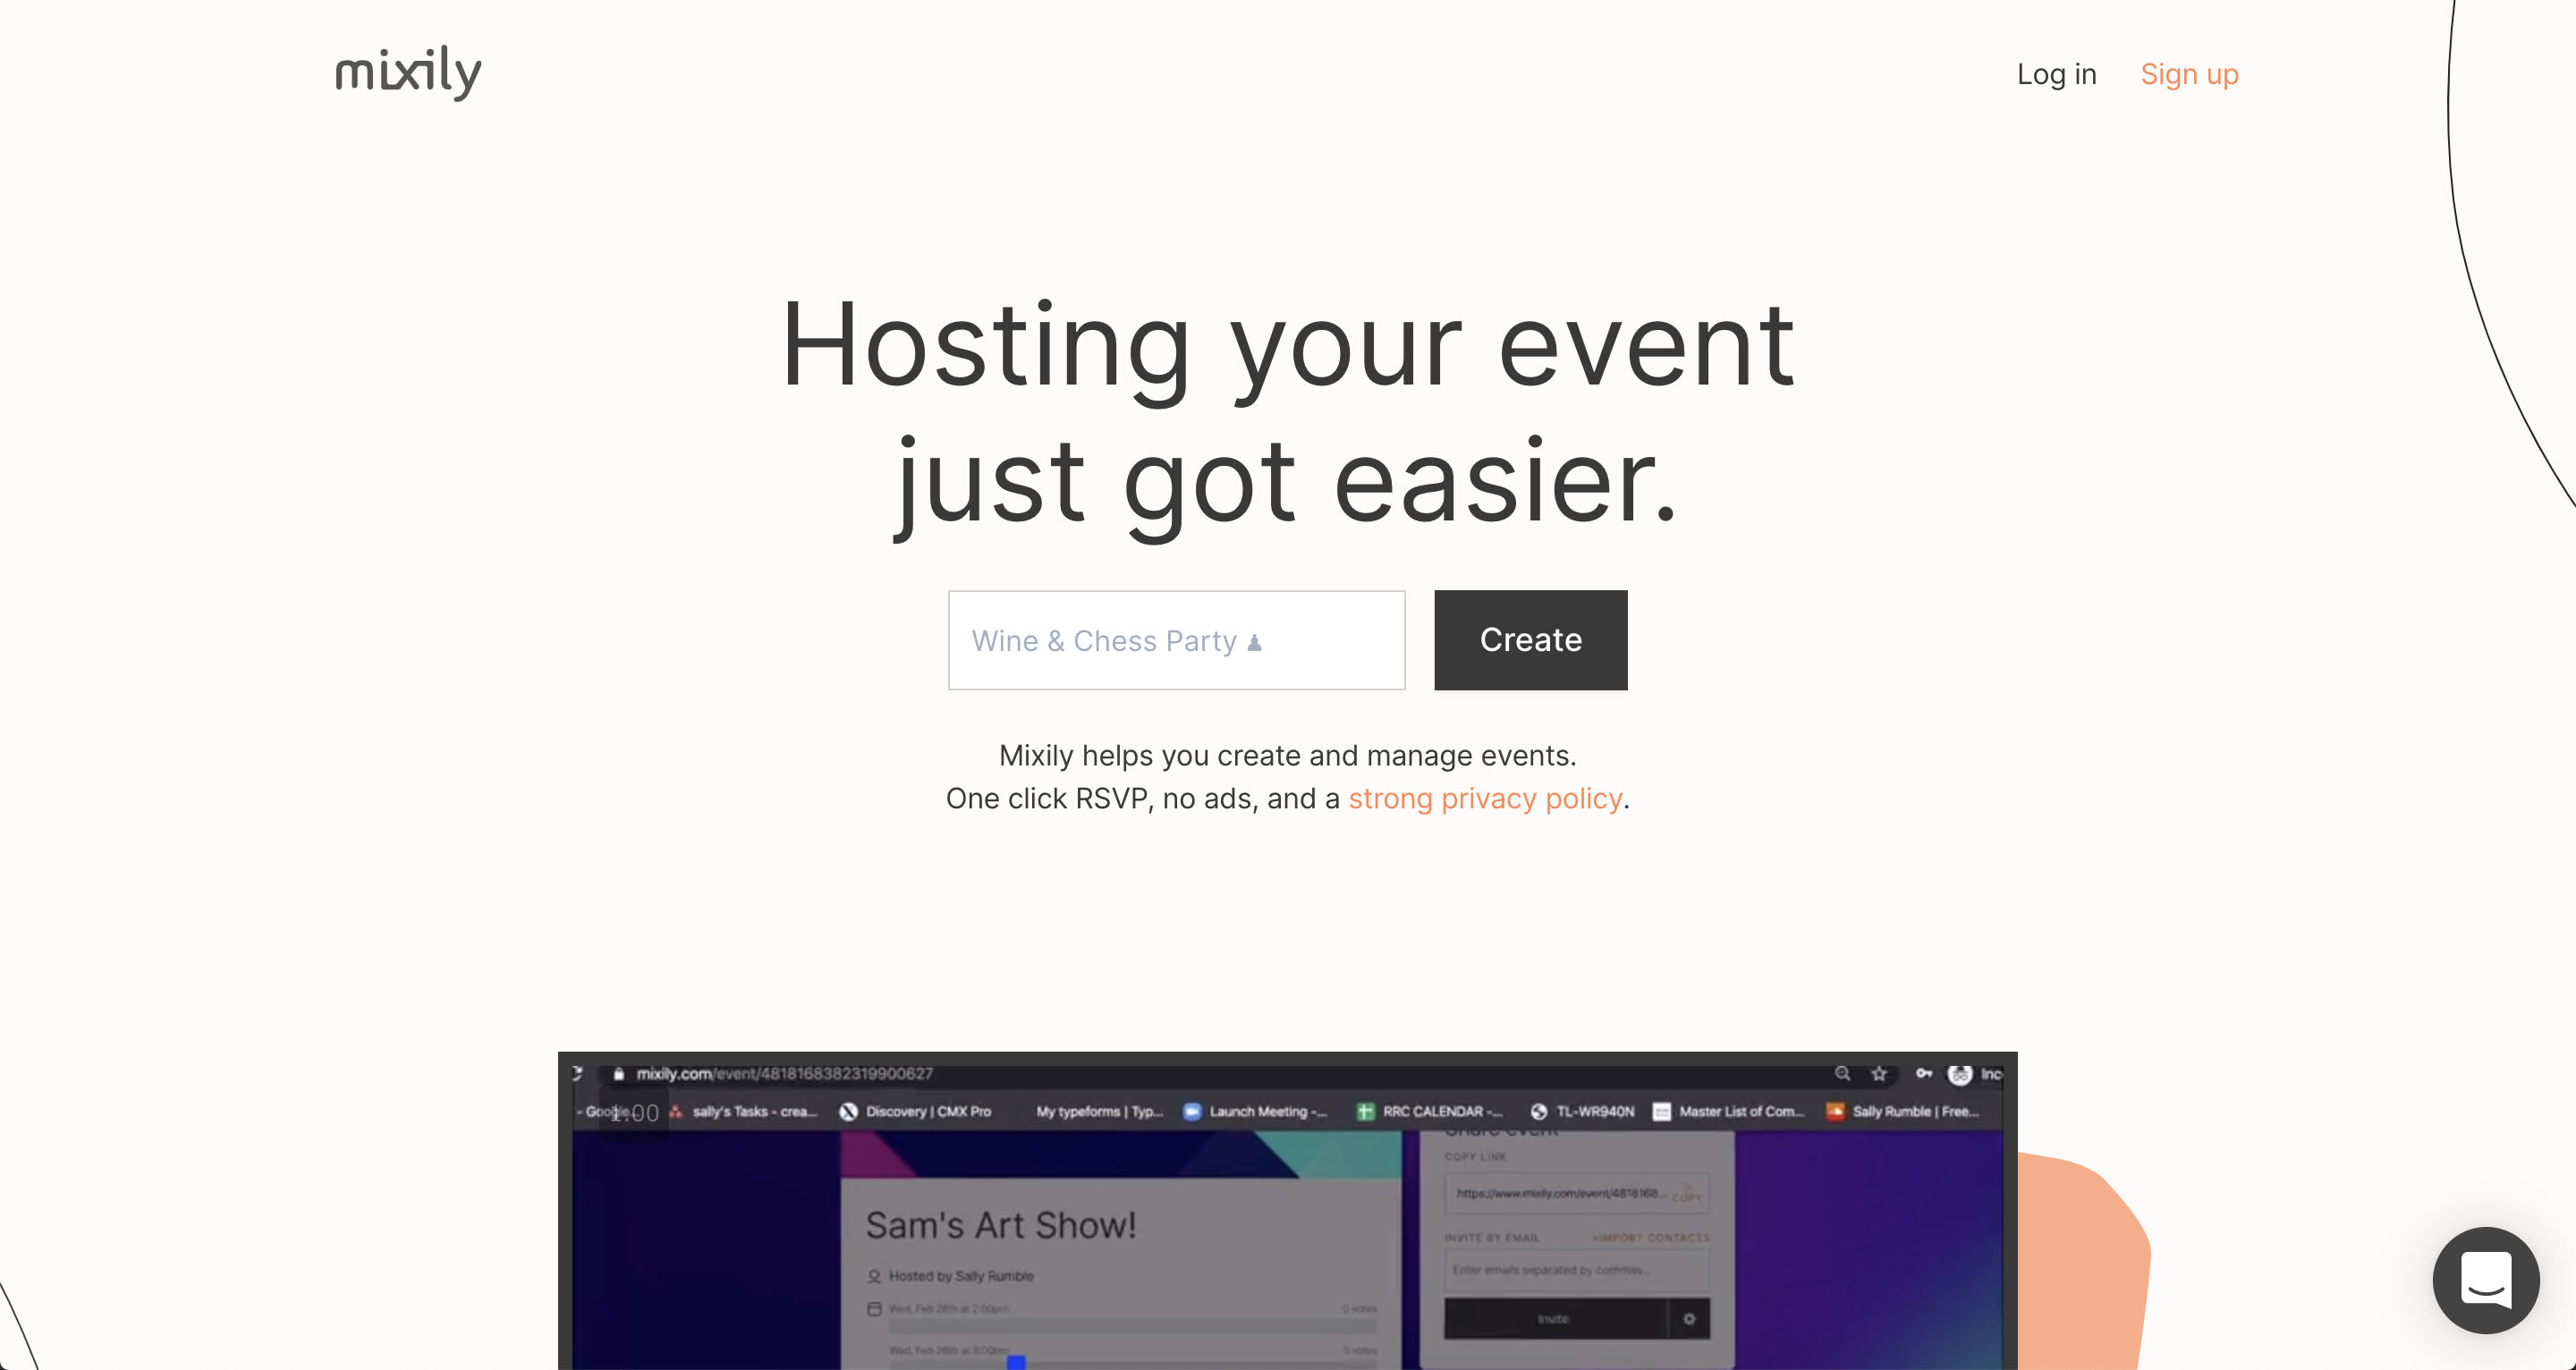 mixily
Log in
Sign up
Hosting your event
just got easier.
Wine & Chess Party ♟
Create
Mixily helps you create and manage events.
One click RSVP, no ads, and a strong privacy policy.
mixily.com/event/4818168382319900627
Inc
1.00
sally's Tasks - crea...
Discovery | CMX Pro
My typeforms | Typ...
Launch Meeting -...
RRC CALENDAR -...
TL-WR940N
Master List of Com...
Sally Rumble | Free...
Share event
COPY LINK
https://www.mixily.com/event/4818168...
COPY
Sam's Art Show!
INVITE BY EMAIL
+IMPORT CONTACTS
Enter emails separated by commas...
Hosted by Sally Rumble
Wed, Feb 26th at 2:00pm
0 votes
Invite
Wed, Feb 26th at 3:00pm
0 votes